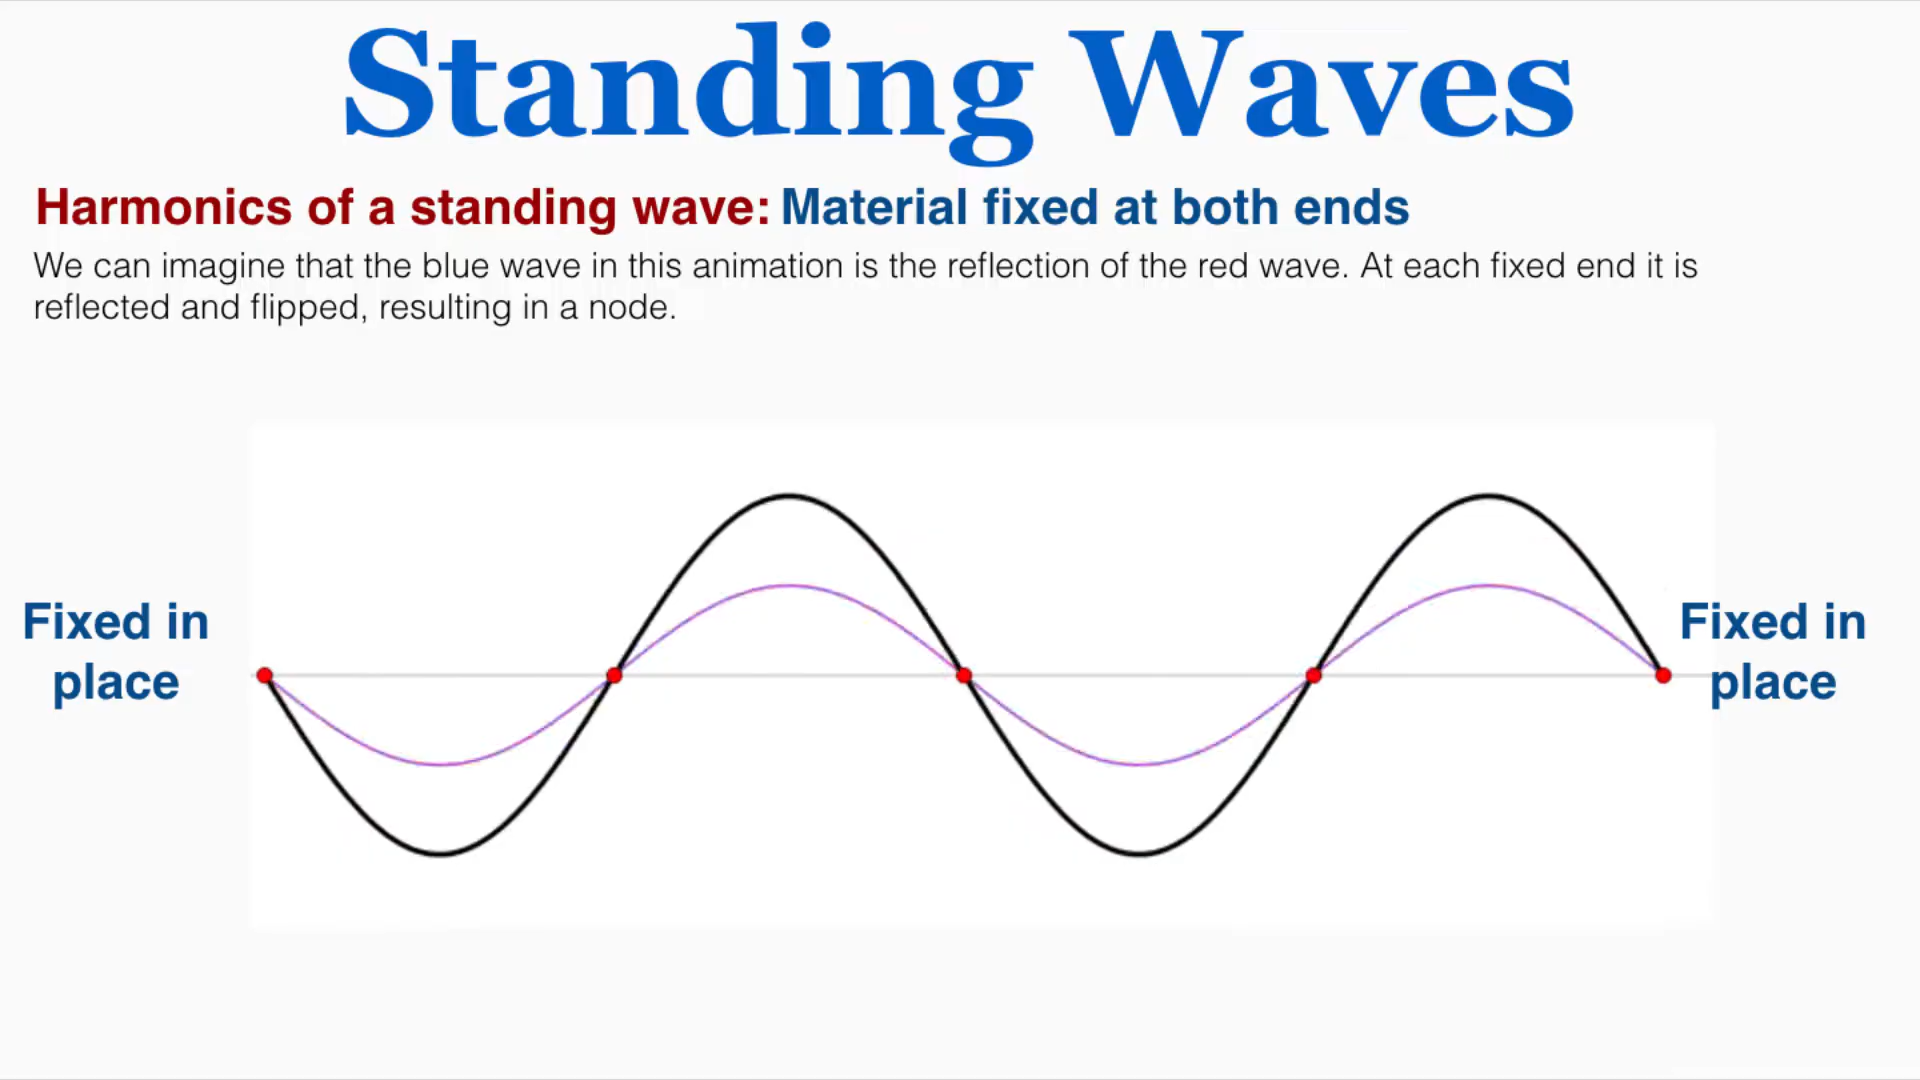 Standing Waves
Harmonics of a standing wave: Material fixed at both ends
We can imagine that the blue wave in this animation is the reflection of the red wave. At each fixed end it is
reflected and flipped, resulting in a node.
Fixed in
place
Fixed in
place